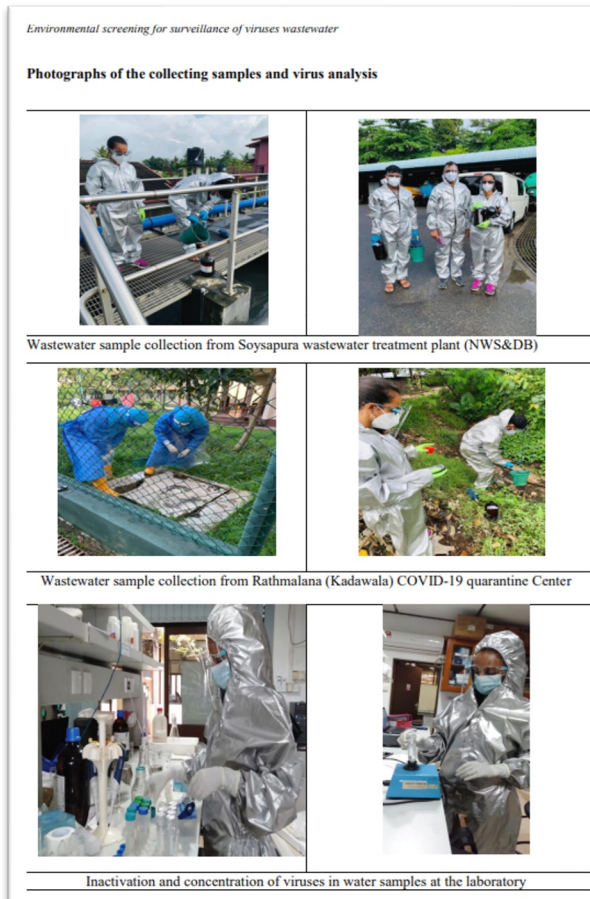 Environmental screening for surveillance of viruses wastewater
Photographs of the collecting samples and virus analysis
Wastewater sample collection from Soysapura wastewater treatment plant (NWS&DB)
Wastewater sample collection from Rathmalana (Kadawala) COVID-19 quarantine Center
Inactivation and concentration of viruses in water samples at the laboratory